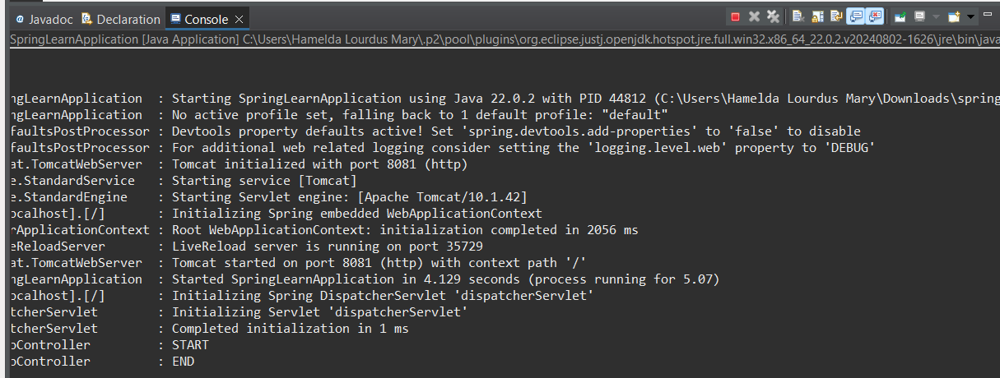 Javadoc Declaration Console
SpringLearnApplication [Java Application] C:\Users\Hamelda Lourdus Mary\.p2\pool\plugins\org.eclipse.justj.openjdk.hotspot.jre.full.win32.x86_64_22.0.2.v20240802-1626\jre\bin\java
ngLearnApplication : Starting SpringLearnApplication using Java 22.0.2 with PID 44812 (C:\Users\Hamelda Lourdus Mary\Downloads\spring
ngLearnApplication : No active profile set, falling back to 1 default profile: "default"
faultsPostProcessor : Devtools property defaults active! Set 'spring.devtools.add-properties' to 'false' to disable
faultsPostProcessor : For additional web related logging consider setting the 'logging.level.web' property to 'DEBUG'
at.TomcatWebServer : Tomcat initialized with port 8081 (http)
e.StandardService : Starting service [Tomcat]
e.StandardEngine : Starting Servlet engine: [Apache Tomcat/10.1.42]
ocalhost].[/] : Initializing Spring embedded WebApplicationContext
rApplicationContext : Root WebApplicationContext: initialization completed in 2056 ms
eReloadServer : LiveReload server is running on port 35729
at.TomcatWebServer : Tomcat started on port 8081 (http) with context path '/'
ngLearnApplication : Started SpringLearnApplication in 4.129 seconds (process running for 5.07)
ocalhost].[/] : Initializing Spring DispatcherServlet 'dispatcherServlet'
tcherServlet : Initializing Servlet 'dispatcherServlet'
tcherServlet : Completed initialization in 1 ms
oController : START
oController : END